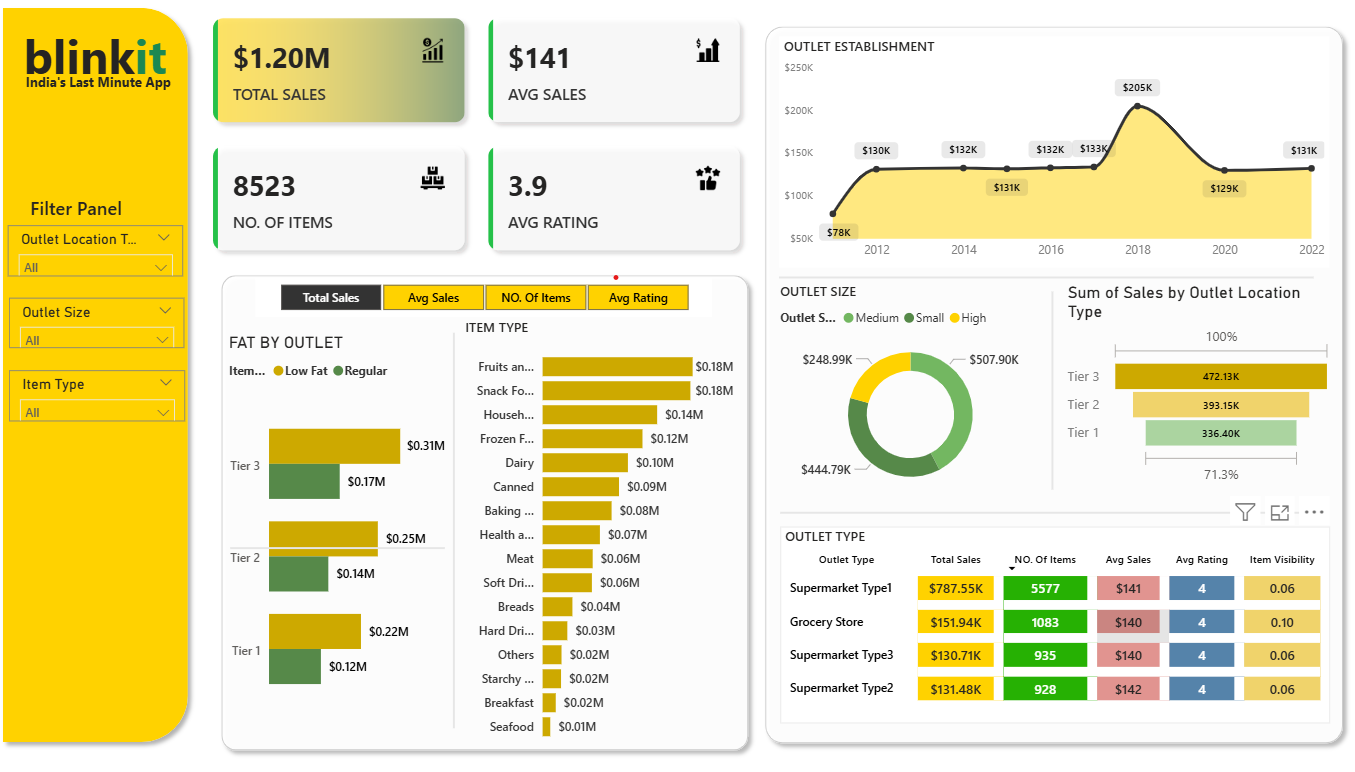 blinkit
India's Last Minute App
Filter Panel
Outlet Location T...
All
Outlet Size
All
Item Type
All
$1.20M
TOTAL SALES
$141
AVG SALES
8523
NO. OF ITEMS
3.9
AVG RATING
Total Sales
Avg Sales
NO. Of Items
Avg Rating
FAT BY OUTLET
Item... Low Fat Regular
Tier 3 $0.31M
$0.17M
Tier 2 $0.25M
$0.14M
Tier 1 $0.22M
$0.12M
ITEM TYPE
Fruits an... $0.18M
Snack Fo... $0.18M
Househ... $0.14M
Frozen F... $0.12M
Dairy $0.10M
Canned $0.09M
Baking ... $0.08M
Health a... $0.07M
Meat $0.06M
Soft Dri... $0.06M
Breads $0.04M
Hard Dri... $0.03M
Others $0.02M
Starchy ... $0.02M
Breakfast $0.02M
Seafood $0.01M
OUTLET ESTABLISHMENT
$250K
$200K
$150K
$100K
$50K
$78K
$130K
$132K
$131K
$132K
$133K
$205K
$129K
$131K
2012 2014 2016 2018 2020 2022
OUTLET SIZE
Outlet S... Medium Small High
$248.99K
$507.90K
$444.79K
Sum of Sales by Outlet Location
Type
100%
Tier 3 472.13K
Tier 2 393.15K
Tier 1 336.40K
71.3%
OUTLET TYPE
Outlet Type Total Sales NO. Of Items Avg Sales Avg Rating Item Visibility
Supermarket Type1 $787.55K 5577 $141 4 0.06
Grocery Store $151.94K 1083 $140 4 0.10
Supermarket Type3 $130.71K 935 $140 4 0.06
Supermarket Type2 $131.48K 928 $142 4 0.06